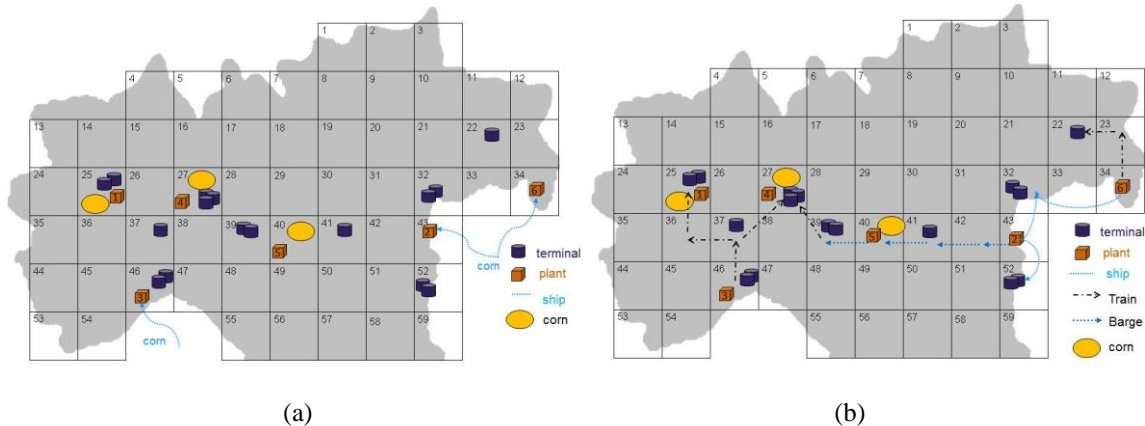 1 2 3
4 5 6 7 8 9 10 11 12
13 14 15 16 17 18 19 20 21 22 23
24 25 26 27 28 29 30 31 32 33 34
1 4 6
35 36 37 38 39 40 41 42 43
2
5
corn
44 45 46 47 48 49 50 51 52
3
53 54 55 56 57 58 59
corn
terminal
plant
ship
corn
(a)
1 2 3
4 5 6 7 8 9 10 11 12
13 14 15 16 17 18 19 20 21 22 23
24 25 26 27 28 29 30 31 32 33 34
1 4 6
35 36 37 38 39 40 41 42 43
5 2
44 45 46 47 48 49 50 51 52
3
53 54 55 56 57 58 59
terminal
plant
ship
Train
Barge
corn
(b)